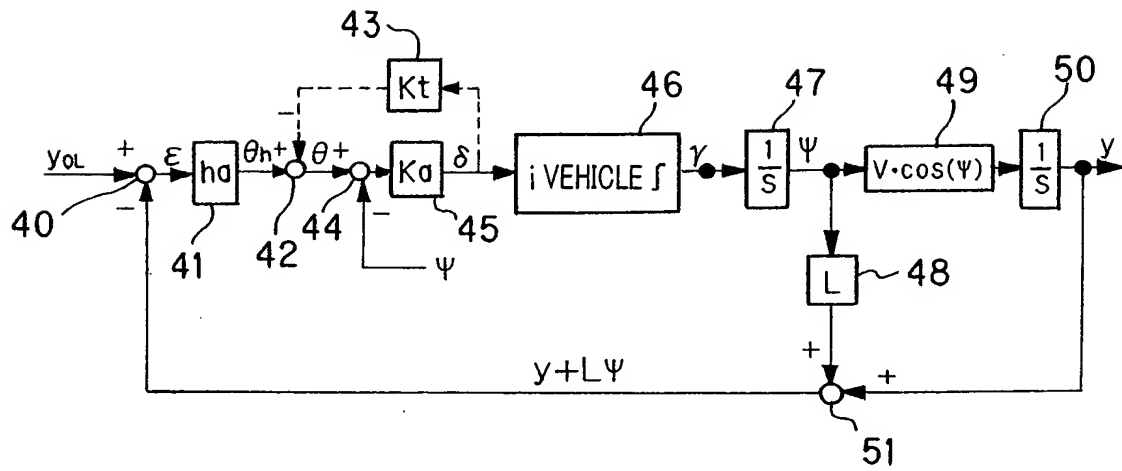 43
Kt
46
47
49
50
−
yOL
+
ε
ha
θh+
θ+
Ka
δ
¡ VEHICLE ∫
γ
1/S
ψ
V·cos(ψ)
1/S
y
−
−
40
41
42
44
45
ψ
L
48
+
+
y+Lψ
51